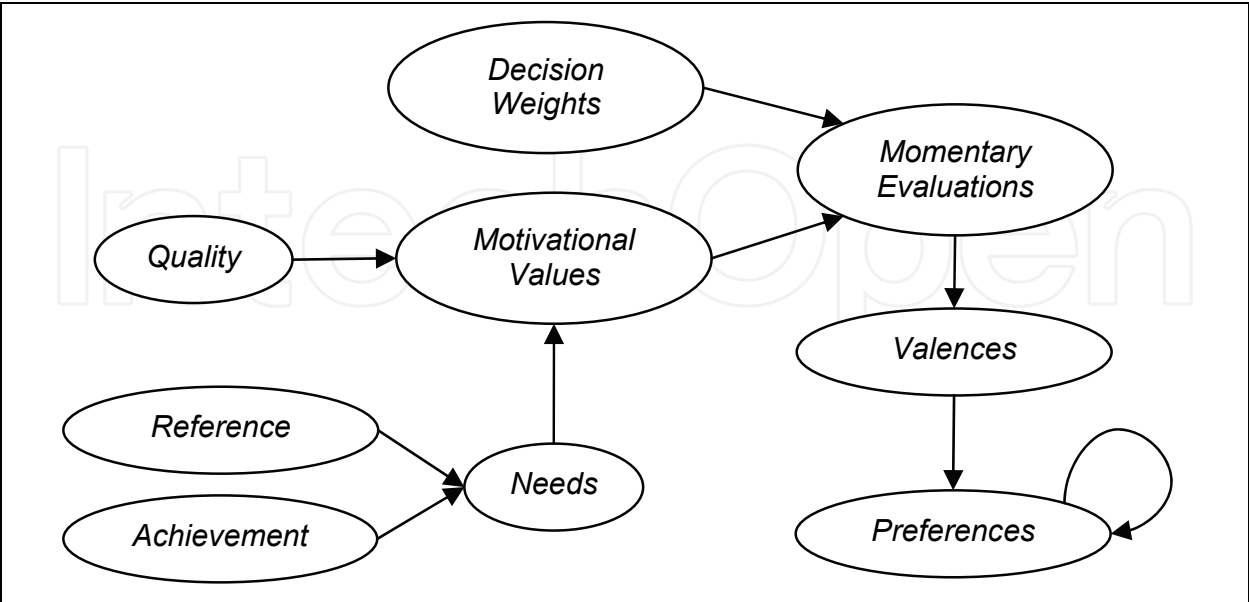 Decision
Weights
Momentary
Evaluations
Quality
Motivational
Values
Valences
Reference
Needs
Achievement
Preferences
IntechOpen